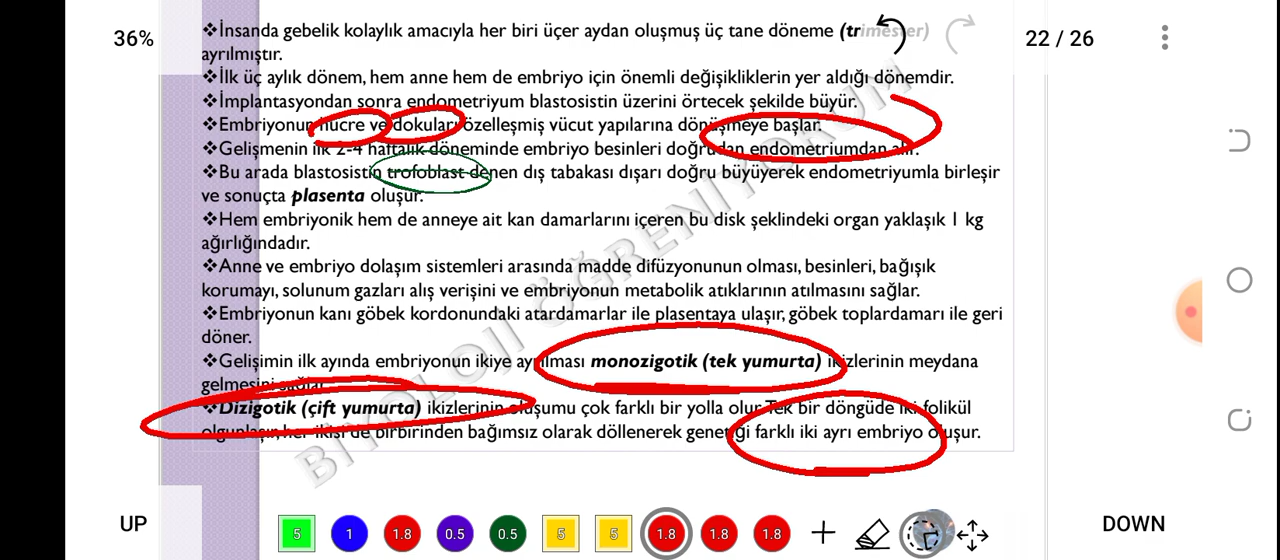 36%
22 / 26
❖İnsanda gebelik kolaylık amacıyla her biri üçer aydan oluşmuş üç tane döneme (trimester)
ayrılmıştır.
❖İlk üç aylık dönem, hem anne hem de embriyo için önemli değişikliklerin yer aldığı dönemdir.
❖İmplantasyondan sonra endometriyum blastosistin üzerini örtecek şekilde büyür.
❖Embriyonun hücre ve dokuları özelleşmiş vücut yapılarına dönüşmeye başlar.
❖Gelişmenin ilk 2-4 haftalık döneminde embriyo besinleri doğrudan endometriumdan alır.
❖Bu arada blastosistin trofoblast denen dış tabakası dışarı doğru büyüyerek endometriyumla birleşir
ve sonuçta plasenta oluşur.
❖Hem embriyonik hem de anneye ait kan damarlarını içeren bu disk şeklindeki organ yaklaşık 1 kg
ağırlığındadır.
❖Anne ve embriyo dolaşım sistemleri arasında madde difüzyonunun olması, besinleri, bağışık
korumayı, solunum gazları alış verişini ve embriyonun metabolik atıklarının atılmasını sağlar.
❖Embriyonun kanı göbek kordonundaki atardamarlar ile plasentaya ulaşır, göbek toplardamarı ile geri
döner.
❖Gelişimin ilk ayında embriyonun ikiye ayrılması monozigotik (tek yumurta) ikizlerinin meydana
gelmesini sağlar.
❖Dizigotik (çift yumurta) ikizlerinin oluşumu çok farklı bir yolla olur. Tek bir döngüde iki folikül
olgunlaşır, her ikisi de birbirinden bağımsız olarak döllenerek genetiği farklı iki ayrı embriyo oluşur.
BİYOLOJİ ÖĞRENİYORUM
UP
5
1
1.8
0.5
0.5
5
5
1.8
1.8
1.8
DOWN